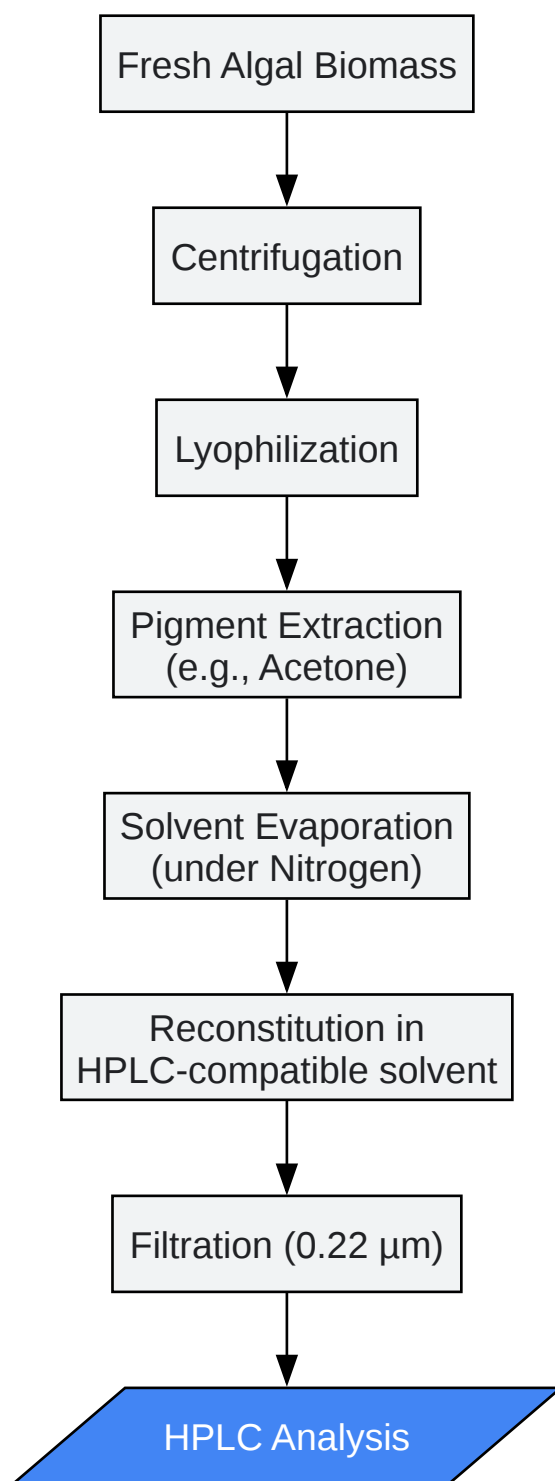 Fresh Algal Biomass
Centrifugation
Lyophilization
Pigment Extraction
(e.g., Acetone)
Solvent Evaporation
(under Nitrogen)
Reconstitution in
HPLC-compatible solvent
Filtration (0.22 µm)
HPLC Analysis